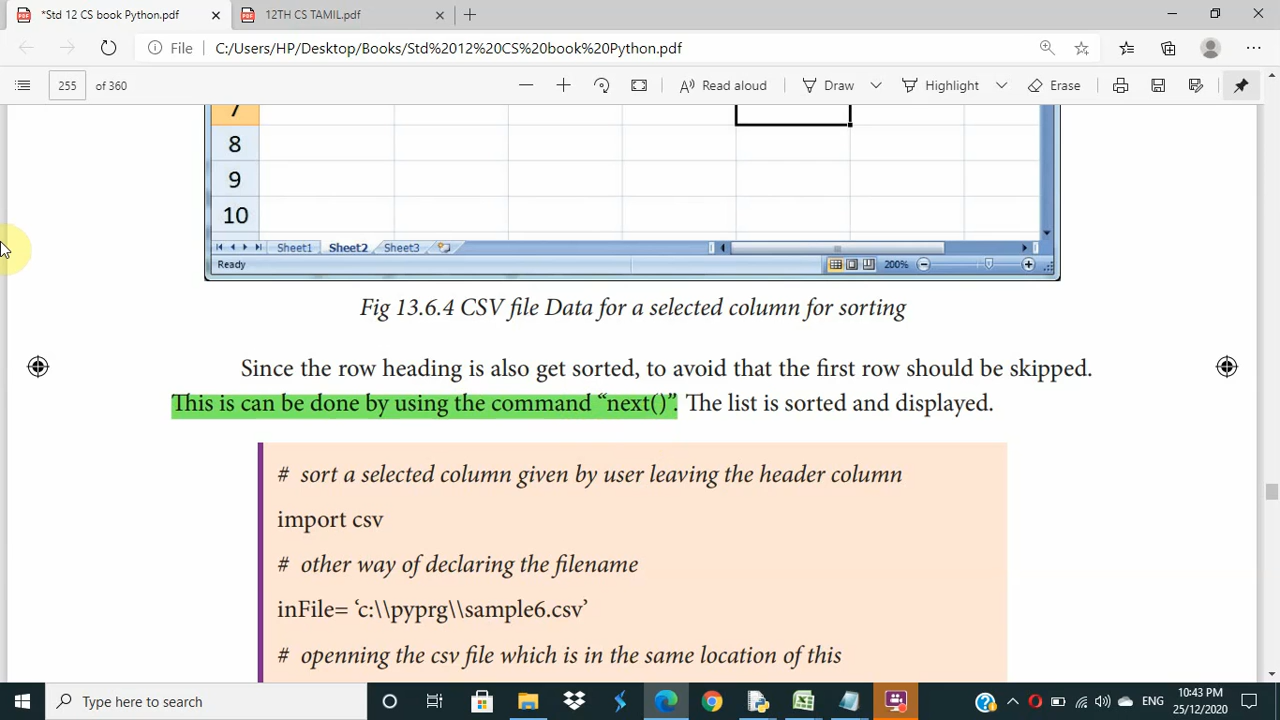 *Std 12 CS book Python.pdf
12TH CS TAMIL.pdf
File C:/Users/HP/Desktop/Books/Std%2012%20CS%20book%20Python.pdf
255 of 360
Read aloud
Draw
Highlight
Erase
7
8
9
10
Sheet1 Sheet2 Sheet3
Ready
200%
Fig 13.6.4 CSV file Data for a selected column for sorting
Since the row heading is also get sorted, to avoid that the first row should be skipped.
This is can be done by using the command “next()”. The list is sorted and displayed.
# sort a selected column given by user leaving the header column
import csv
# other way of declaring the filename
inFile= ‘c:\\pyprg\\sample6.csv’
# openning the csv file which is in the same location of this
Type here to search
ENG
10:43 PM
25/12/2020